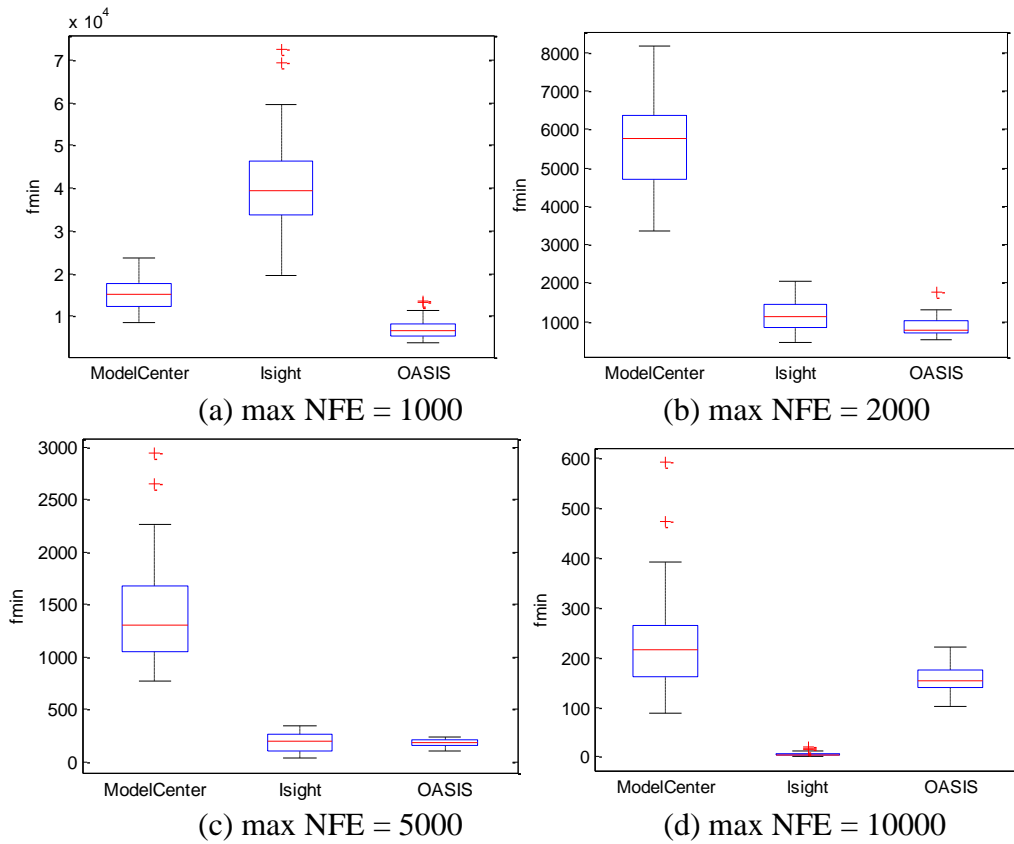 x 10^4
7
6
5
4
3
2
1
fmin
ModelCenter Isight OASIS
(a) max NFE = 1000
8000
7000
6000
5000
4000
3000
2000
1000
fmin
ModelCenter Isight OASIS
(b) max NFE = 2000
3000
2500
2000
1500
1000
500
0
fmin
ModelCenter Isight OASIS
(c) max NFE = 5000
600
500
400
300
200
100
0
fmin
ModelCenter Isight OASIS
(d) max NFE = 10000